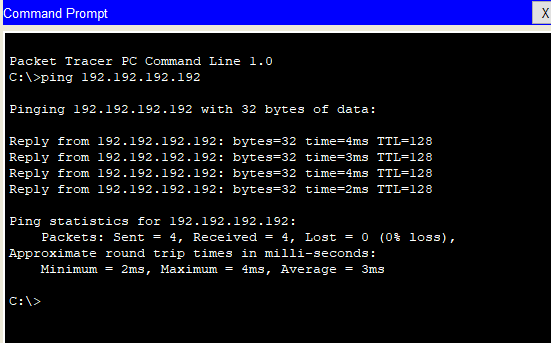 Command Prompt
X
Packet Tracer PC Command Line 1.0
C:\>ping 192.192.192.192
Pinging 192.192.192.192 with 32 bytes of data:
Reply from 192.192.192.192: bytes=32 time=4ms TTL=128
Reply from 192.192.192.192: bytes=32 time=3ms TTL=128
Reply from 192.192.192.192: bytes=32 time=4ms TTL=128
Reply from 192.192.192.192: bytes=32 time=2ms TTL=128
Ping statistics for 192.192.192.192:
Packets: Sent = 4, Received = 4, Lost = 0 (0% loss),
Approximate round trip times in milli-seconds:
Minimum = 2ms, Maximum = 4ms, Average = 3ms
C:\>